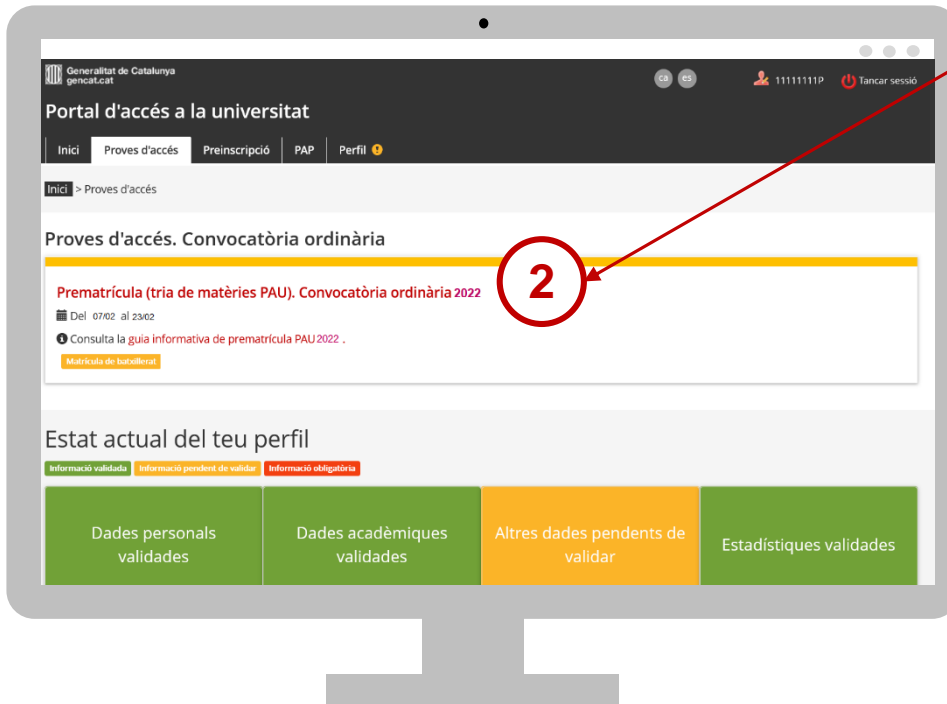 Generalitat de Catalunya
gencat.cat
ca es
11111111P
Tancar sessió
Portal d'accés a la universitat
Inici Proves d'accés Preinscripció PAP Perfil
Inici > Proves d'accés
Proves d'accés. Convocatòria ordinària
Prematrícula (tria de matèries PAU). Convocatòria ordinària 2022
2
Del 07/02 al 23/02
Consulta la guia informativa de prematrícula PAU 2022 .
Matrícula de batxillerat
Estat actual del teu perfil
Informació validada Informació pendent de validar Informació obligatòria
Dades personals
validades
Dades acadèmiques
validades
Altres dades pendents de
validar
Estadístiques validades